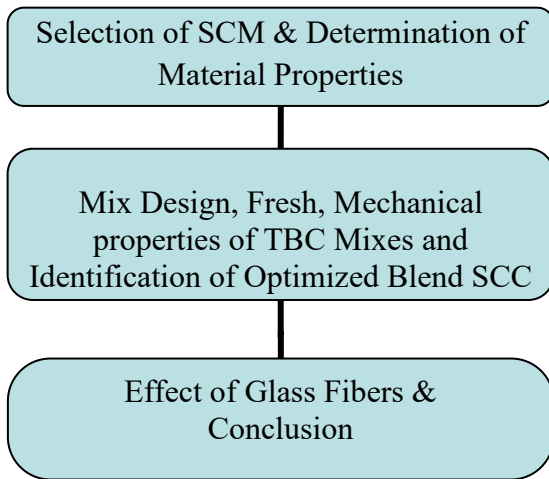 Selection of SCM & Determination of
Material Properties
Mix Design, Fresh, Mechanical
properties of TBC Mixes and
Identification of Optimized Blend SCC
Effect of Glass Fibers &
Conclusion